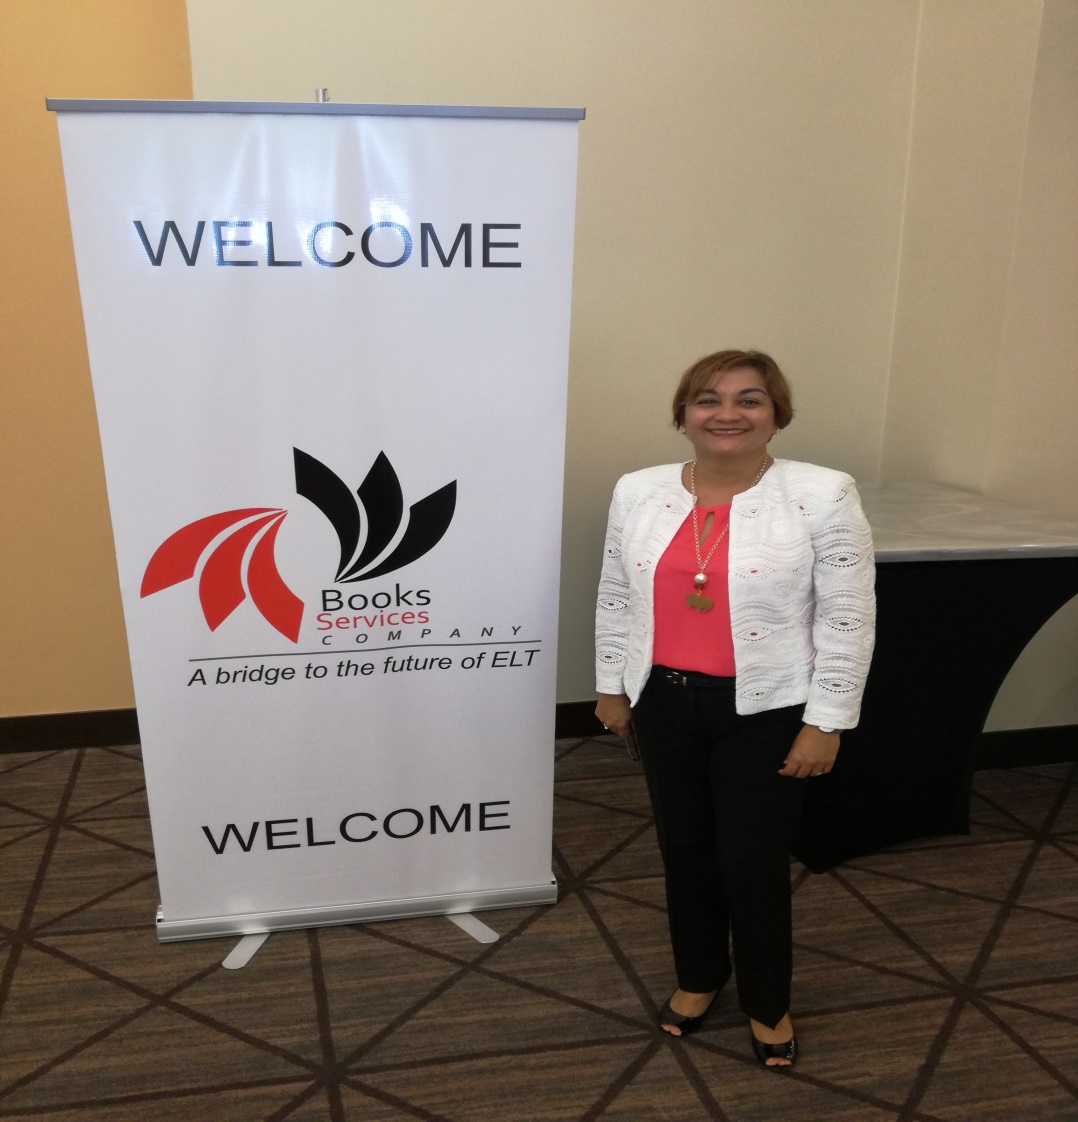 WELCOME
Books
Services
COMPANY
A bridge to the future of ELT
WELCOME